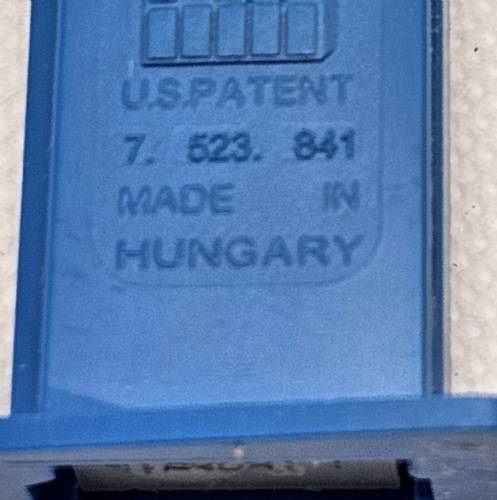 U.S.PATENT
7. 523. 841
MADE IN
HUNGARY